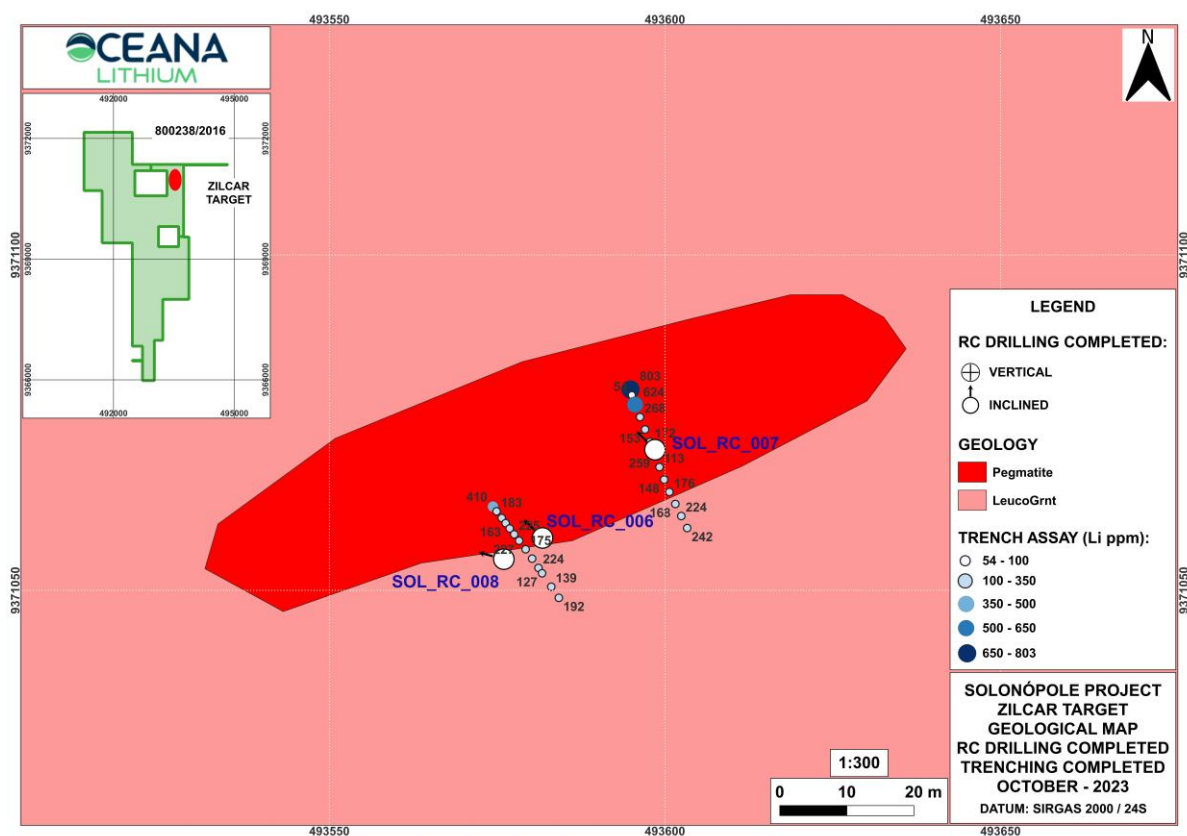 493550
493600
493650
OCEANA
LITHIUM
N
492000
495000
800238/2016
9372000
9372000
ZILCAR
TARGET
9369000
9369000
9366000
9366000
492000
495000
9371100
9371100
803
624
268
153
SOL_RC_007
259
113
148
176
168
224
242
410
183
163
SOL_RC_006
175
227
224
SOL_RC_008
127
139
192
9371050
9371050
LEGEND
RC DRILLING COMPLETED:
VERTICAL
INCLINED
GEOLOGY
Pegmatite
LeucoGrnt
TRENCH ASSAY (Li ppm):
54 - 100
100 - 350
350 - 500
500 - 650
650 - 803
SOLONÓPOLE PROJECT
ZILCAR TARGET
GEOLOGICAL MAP
RC DRILLING COMPLETED
TRENCHING COMPLETED
OCTOBER - 2023
DATUM: SIRGAS 2000 / 24S
1:300
0 10 20 m
493550
493600
493650